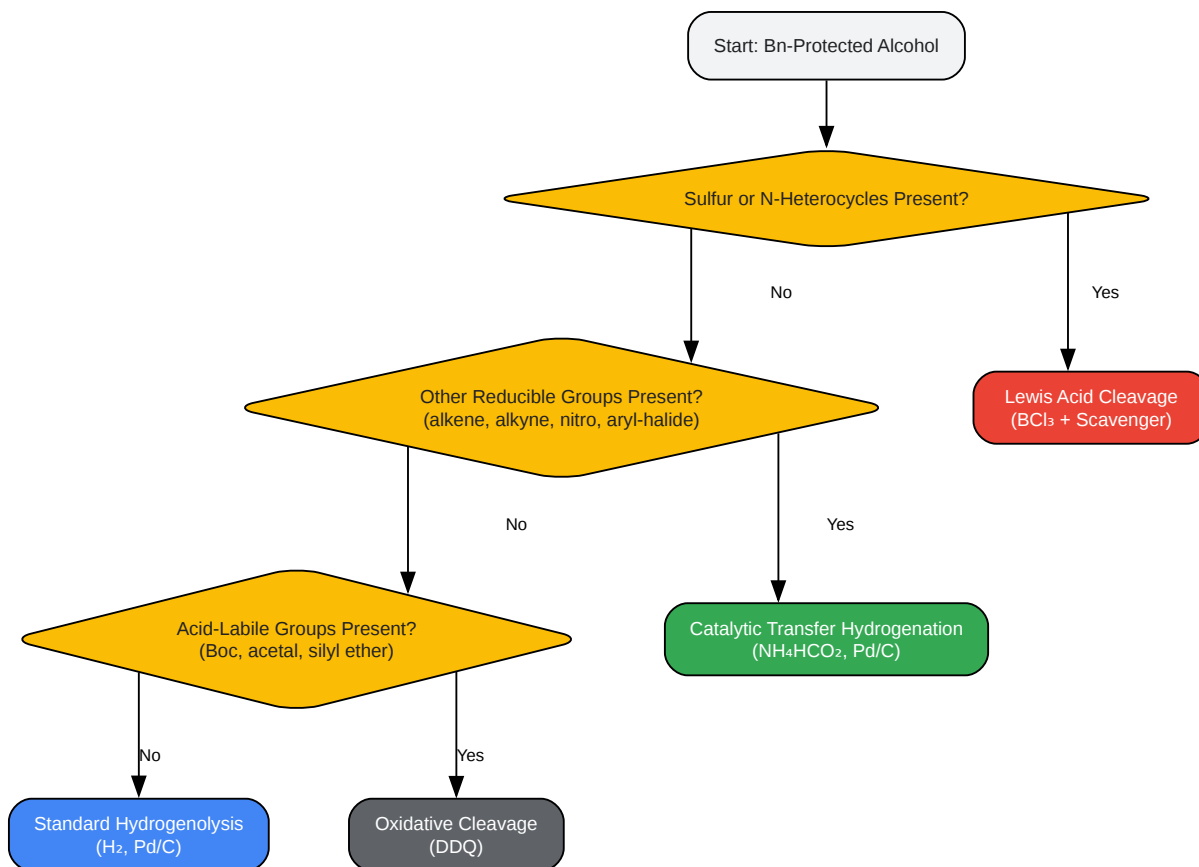 Start: Bn-Protected Alcohol
Sulfur or N-Heterocycles Present?
No
Yes
Other Reducible Groups Present?
(alkene, alkyne, nitro, aryl-halide)
Lewis Acid Cleavage
(BCl₃ + Scavenger)
No
Yes
Acid-Labile Groups Present?
(Boc, acetal, silyl ether)
Catalytic Transfer Hydrogenation
(NH₄HCO₂, Pd/C)
No
Yes
Standard Hydrogenolysis
(H₂, Pd/C)
Oxidative Cleavage
(DDQ)